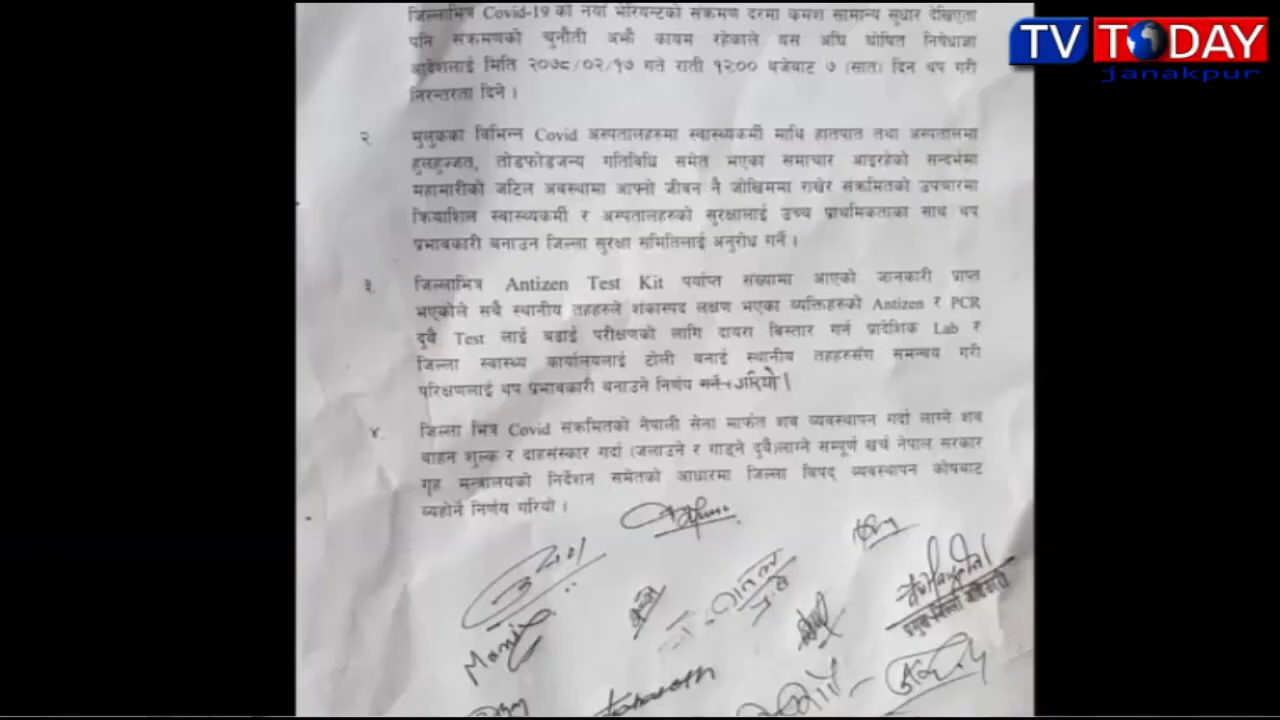 TV TODAY
janakpur
जिल्लाभित्र Covid-19 को नयाँ भेरियन्टको संक्रमण दरमा क्रमश सामान्य सुधार देखिएता
पनि संक्रमणको चुनौती अझै कायम रहेकाले यस अघि घोषित निषेधाज्ञा
आदेशलाई मिति २०७८/०२/१७ गते राती १२:०० बजेबाट ७ (सात) दिन थप गरी
निरन्तरता दिने ।
२. मुलुकका विभिन्न Covid अस्पतालहरुमा स्वास्थ्यकर्मी माथि हातपात तथा अस्पतालमा
हुलहुज्जत, तोडफोडजन्य गतिविधि समेत भएका समाचार आइरहेको सन्दर्भमा
महामारीको जटिल अवस्थामा आफ्नो जीवन नै जोखिममा राखेर संक्रमितको उपचारमा
क्रियाशिल स्वास्थ्यकर्मी र अस्पतालहरुको सुरक्षालाई उच्च प्राथमिकताका साथ थप
प्रभावकारी बनाउन जिल्ला सुरक्षा समितिलाई अनुरोध गर्ने ।
३. जिल्लाभित्र Antizen Test Kit पर्याप्त संख्यामा आएको जानकारी प्राप्त
भएकोले सबै स्थानीय तहहरुले शंकास्पद लक्षण भएका व्यक्तिहरुको Antizen र PCR
दुवै Test लाई बढाई परीक्षणको लागि दायरा बिस्तार गर्न प्रादेशिक Lab र
जिल्ला स्वास्थ्य कार्यालयलाई टोली बनाई स्थानीय तहहरुसँग समन्वय गरी
परिक्षणलाई थप प्रभावकारी बनाउने निर्णय गर्ने । गरियो ।
४. जिल्ला भित्र Covid संक्रमितको नेपाली सेना मार्फत शव व्यवस्थापन गर्दा लाग्ने शव
बाहन शुल्क र दाहसंस्कार गर्दा (जलाउने र गाड्ने दुवै)लाग्ने सम्पूर्ण खर्च नेपाल सरकार
गृह मन्त्रालयको निर्देशन समेतको आधारमा जिल्ला विपद् व्यवस्थापन कोषबाट
व्यहोर्ने निर्णय गरियो ।
प्रमुख जिल्ला अधिकारी